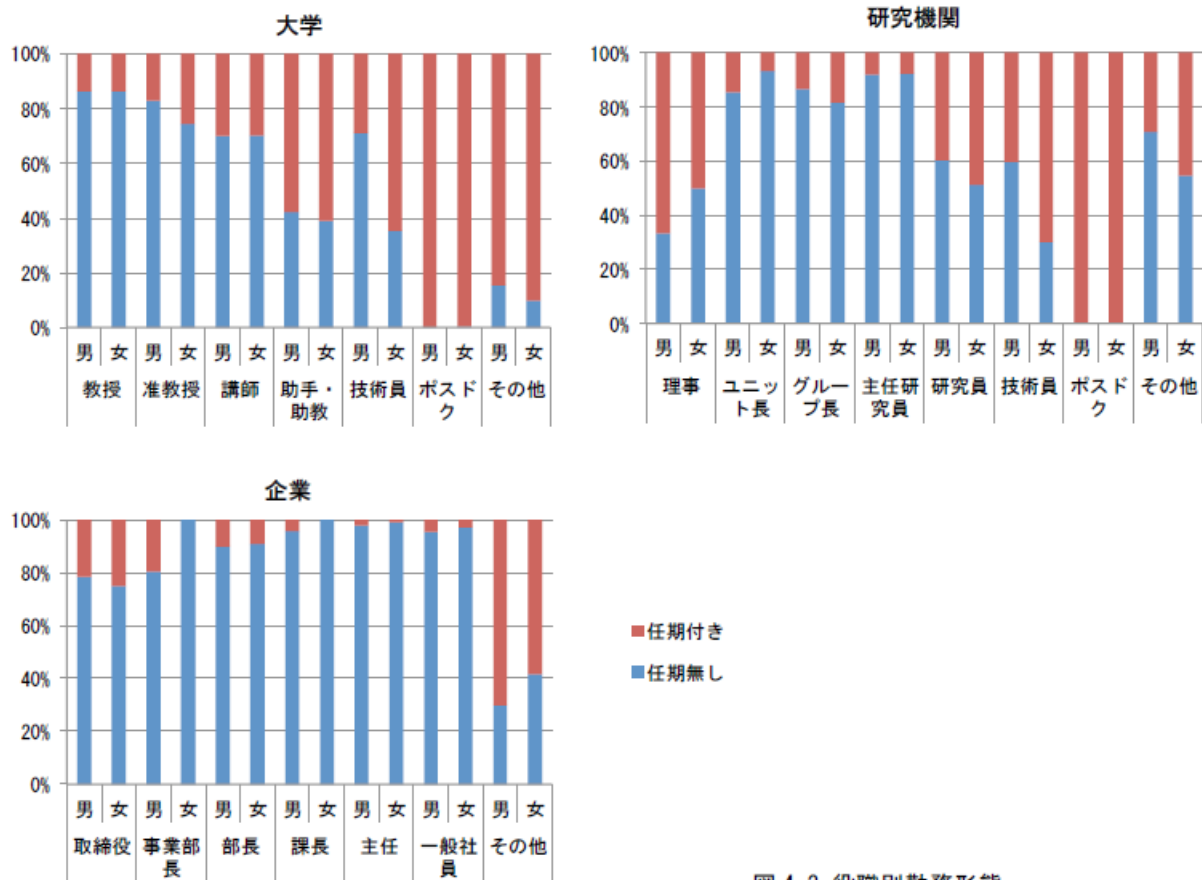 大学
100%
80%
60%
40%
20%
0%
男 女 男 女 男 女 男 女 男 女 男 女 男 女
教授 准教授 講師 助手・助教 技術員 ポスドク その他
研究機関
100%
80%
60%
40%
20%
0%
男 女 男 女 男 女 男 女 男 女 男 女 男 女 男 女
理事 ユニット長 グループ長 主任研究員 研究員 技術員 ポスドク その他
企業
100%
80%
60%
40%
20%
0%
男 女 男 女 男 女 男 女 男 女 男 女 男 女
取締役 事業部長 部長 課長 主任 一般社員 その他
任期付き
任期無し